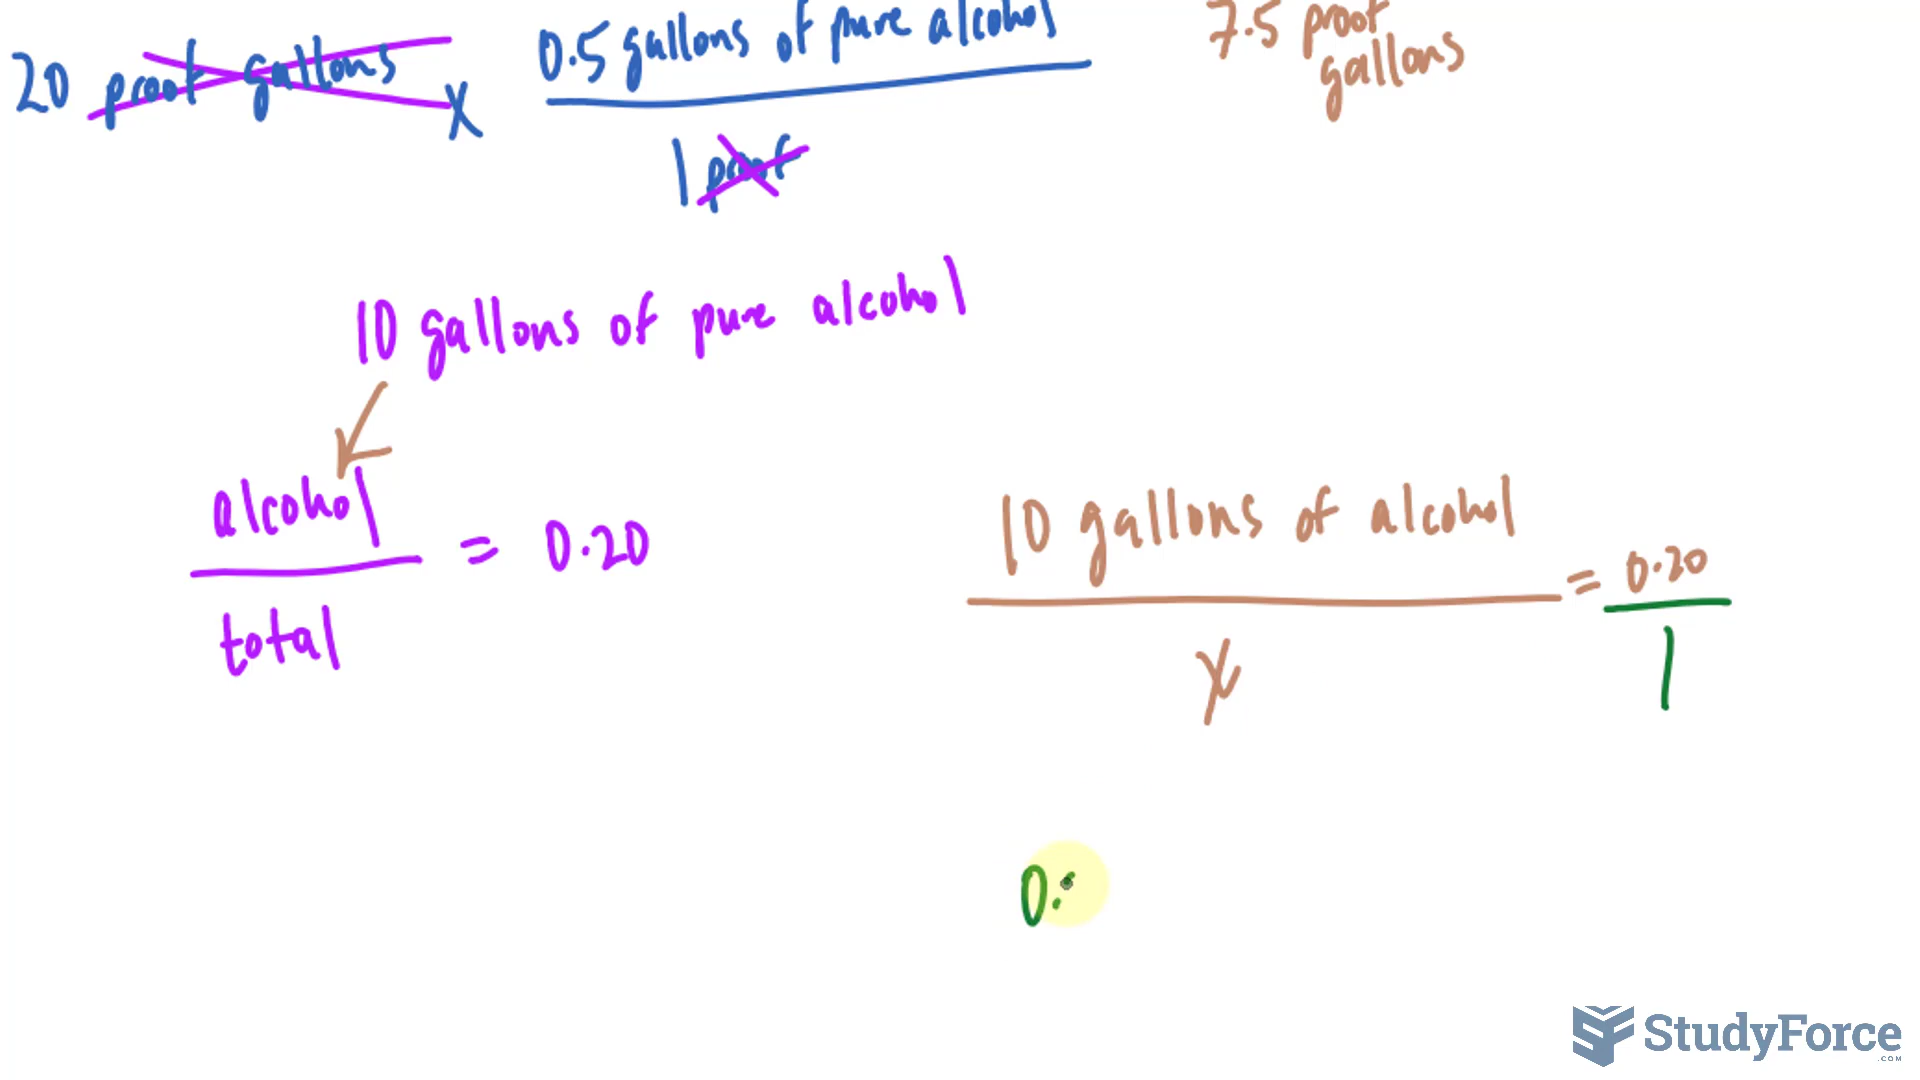 20 proof gallons x 0.5 gallons of pure alcohol
1 proof
7.5 proof
gallons
10 gallons of pure alcohol
alcohol
total
= 0.20
10 gallons of alcohol
x
= 0.20
1
0.
StudyForce
.COM